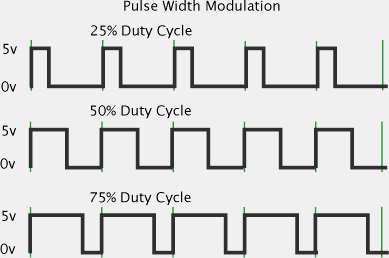 Pulse Width Modulation
25% Duty Cycle
5v
0v
50% Duty Cycle
5v
0v
75% Duty Cycle
5v
0v